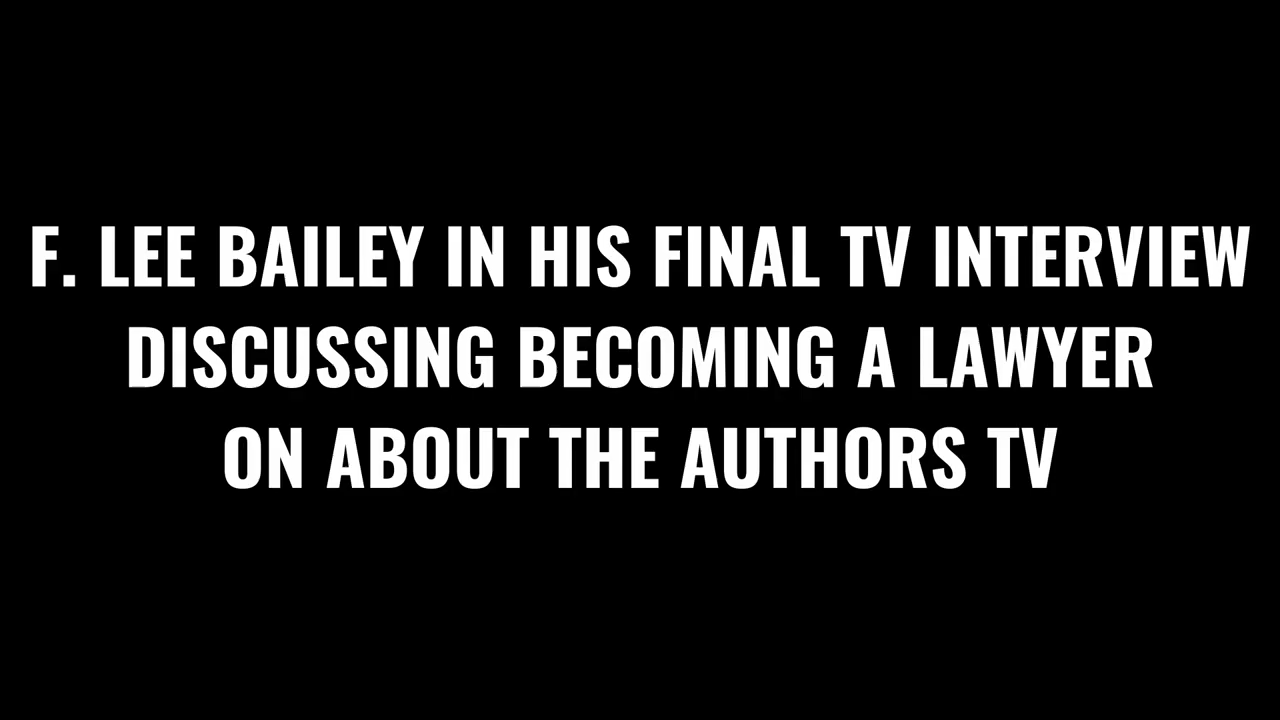 F. LEE BAILEY IN HIS FINAL TV INTERVIEW
DISCUSSING BECOMING A LAWYER
ON ABOUT THE AUTHORS TV